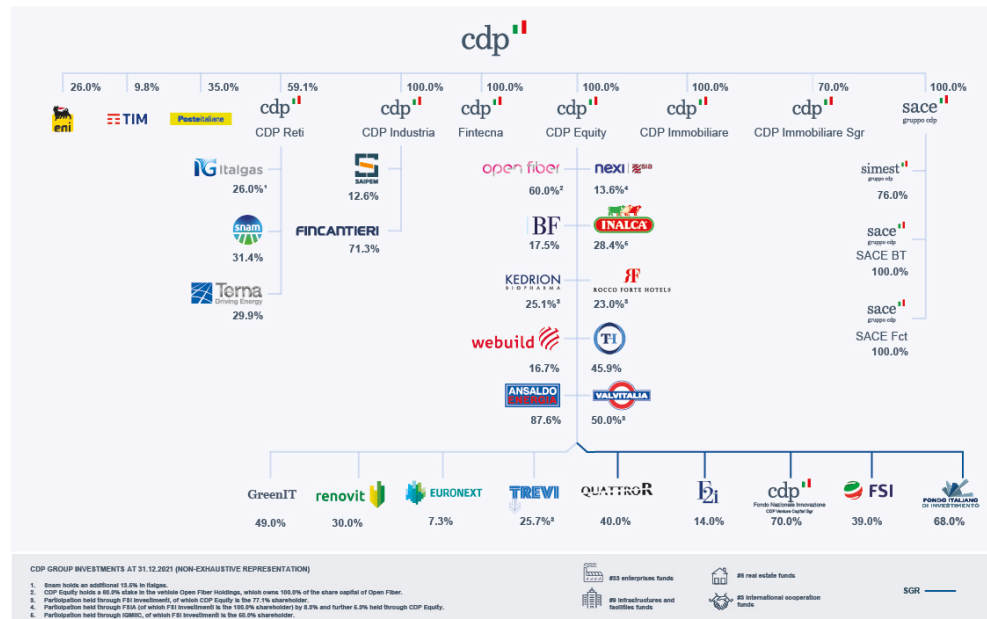 cdp
26.0% 9.8% 35.0% 59.1% 100.0% 100.0% 100.0% 100.0% 70.0% 100.0%
eni TIM Posteitaliane cdp cdp cdp cdp cdp sace
gruppo cdp
CDP Reti CDP Industria Fintecna CDP Equity CDP Immobiliare CDP Immobiliare Sgr
Italgas
26.0%¹
snam
31.4%
Terna
Driving Energy
29.9%
SAIPEM
12.6%
FINCANTIERI
71.3%
open fiber
60.0%²
nexi sia
13.6%⁴
BF
17.5%
INALCA
28.4%⁵
KEDRION
BIOPHARMA
25.1%³
RF
ROCCO FORTE HOTELS
23.0%³
webuild
16.7%
TH
45.9%
ANSALDO
ENERGIA
87.6%
VALVITALIA
50.0%
simest
gruppo cdp
76.0%
sace
gruppo cdp
SACE BT
100.0%
sace
gruppo cdp
SACE Fct
100.0%
GreenIT
49.0%
renovit
30.0%
EURONEXT
7.3%
TREVI
25.7%
QUATTROR
40.0%
F2i
14.0%
cdp
Fondo Nazionale Innovazione
CDP Venture Capital Sgr
70.0%
FSI
39.0%
FONDO ITALIANO
DI INVESTIMENTO
68.0%
CDP GROUP INVESTMENTS AT 31.12.2021 (NON-EXHAUSTIVE REPRESENTATION)
1. Snam holds an additional 13.5% in Italgas.
2. CDP Equity holds a 60.0% stake in the vehicle Open Fiber Holdings, which owns 100.0% of the share capital of Open Fiber.
3. Participation held through FSI Investimenti, of which CDP Equity is the 77.1% shareholder.
4. Participation held through FSIA (of which FSI Investimenti is the 100.0% shareholder) by and further held through CDP Equity.
5. Participation held through IQMIIC, of which FSI Investimenti is the 50.0% shareholder.
enterprises funds
infrastructures and
facilities funds
real estate funds
#3 international cooperation
funds
SGR